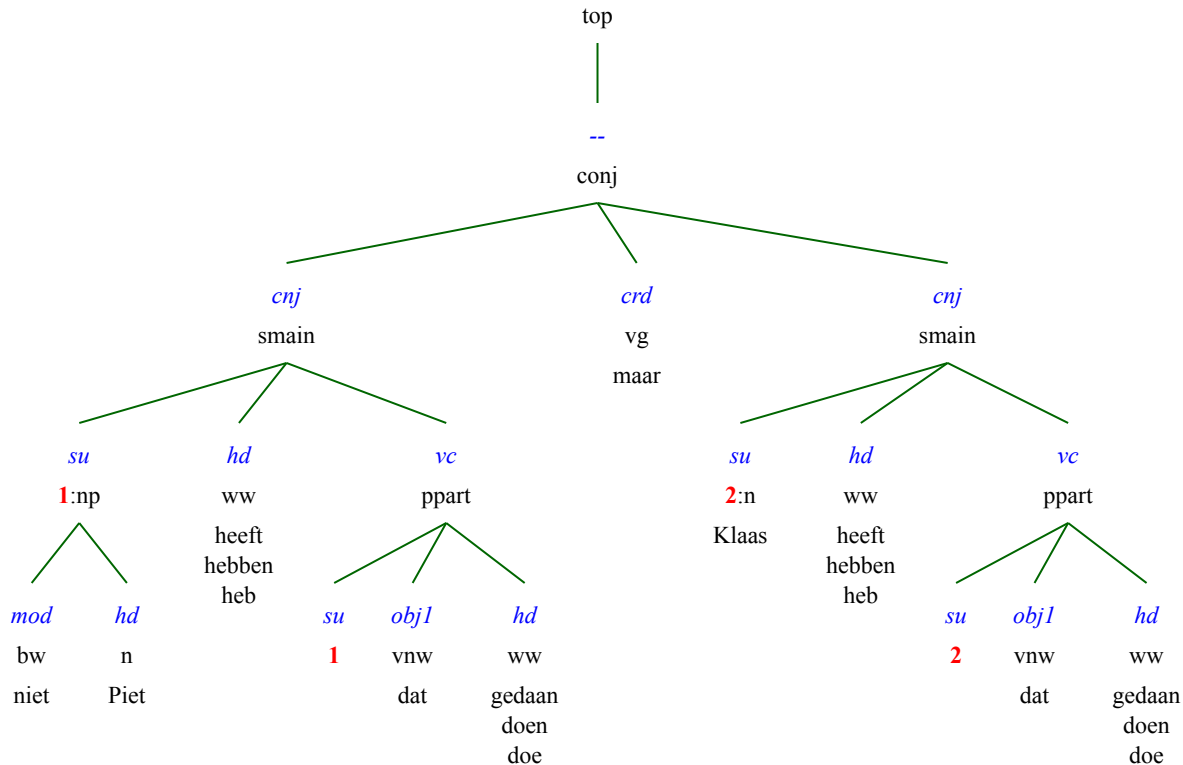 top
--
conj
cnj crd cnj
smain vg smain
maar
su hd vc su hd vc
1:np ww ppart 2:n ww ppart
heeft Klaas heeft
hebben hebben
heb heb
mod hd su obj1 hd su obj1 hd
bw n 1 vnw ww 2 vnw ww
niet Piet dat gedaan dat gedaan
doen doen
doe doe